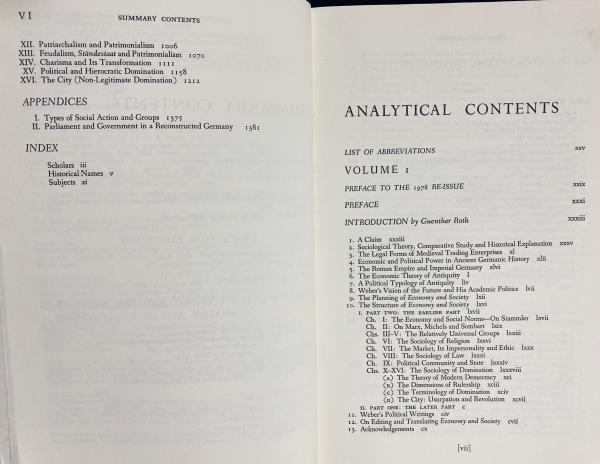 VI
SUMMARY CONTENTS
XII. Patriarchalism and Patrimonialism 1006
XIII. Feudalism, Ständestaat and Patrimonialism 1070
XIV. Charisma and Its Transformation 1111
XV. Political and Hierocratic Domination 1158
XVI. The City (Non-Legitimate Domination) 1212
APPENDICES
I. Types of Social Action and Groups 1375
II. Parliament and Government in a Reconstructed Germany 1381
INDEX
Scholars iii
Historical Names v
Subjects xi
ANALYTICAL CONTENTS
LIST OF ABBREVIATIONS xxv
VOLUME 1
PREFACE TO THE 1978 RE-ISSUE xxix
PREFACE xxxi
INTRODUCTION by Guenther Roth xxxiii
1. A Claim xxxiii
2. Sociological Theory, Comparative Study and Historical Explanation xxxv
3. The Legal Forms of Medieval Trading Enterprises xl
4. Economic and Political Power in Ancient Germanic History xlii
5. The Roman Empire and Imperial Germany xlvi
6. The Economic Theory of Antiquity l
7. A Political Typology of Antiquity liv
8. Weber's Vision of the Future and His Academic Politics lvii
9. The Planning of Economy and Society lxii
10. The Structure of Economy and Society lxvi
I. PART TWO: THE EARLIER PART lxvii
Ch. I: The Economy and Social Norms—On Stammler lxvii
Ch. II: On Marx, Michels and Sombart lxix
Chs. III–V: The Relatively Universal Groups lxxiii
Ch. VI: The Sociology of Religion lxxvi
Ch. VII: The Market, Its Impersonality and Ethic lxxx
Ch. VIII: The Sociology of Law lxxxi
Ch. IX: Political Community and State lxxxiv
Chs. X–XVI: The Sociology of Domination lxxxviii
(A) The Theory of Modern Democracy xci
(B) The Dimensions of Rulership xciii
(C) The Terminology of Domination xciv
(D) The City: Usurpation and Revolution xcvii
II. PART ONE: THE LATER PART c
11. Weber's Political Writings civ
12. On Editing and Translating Economy and Society cvii
13. Acknowledgements cx
[vii]